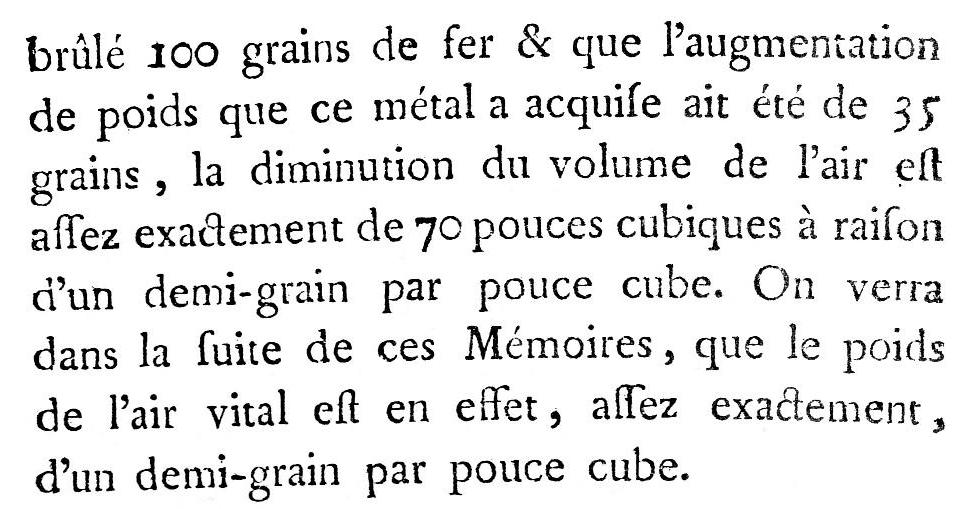 brûlé 100 grains de fer & que l'augmentation
de poids que ce métal a acquiſe ait été de 35
grains, la diminution du volume de l'air eſt
aſſez exactement de 70 pouces cubiques à raiſon
d'un demi-grain par pouce cube. On verra
dans la ſuite de ces Mémoires, que le poids
de l'air vital eſt en effet, aſſez exactement,
d'un demi-grain par pouce cube.